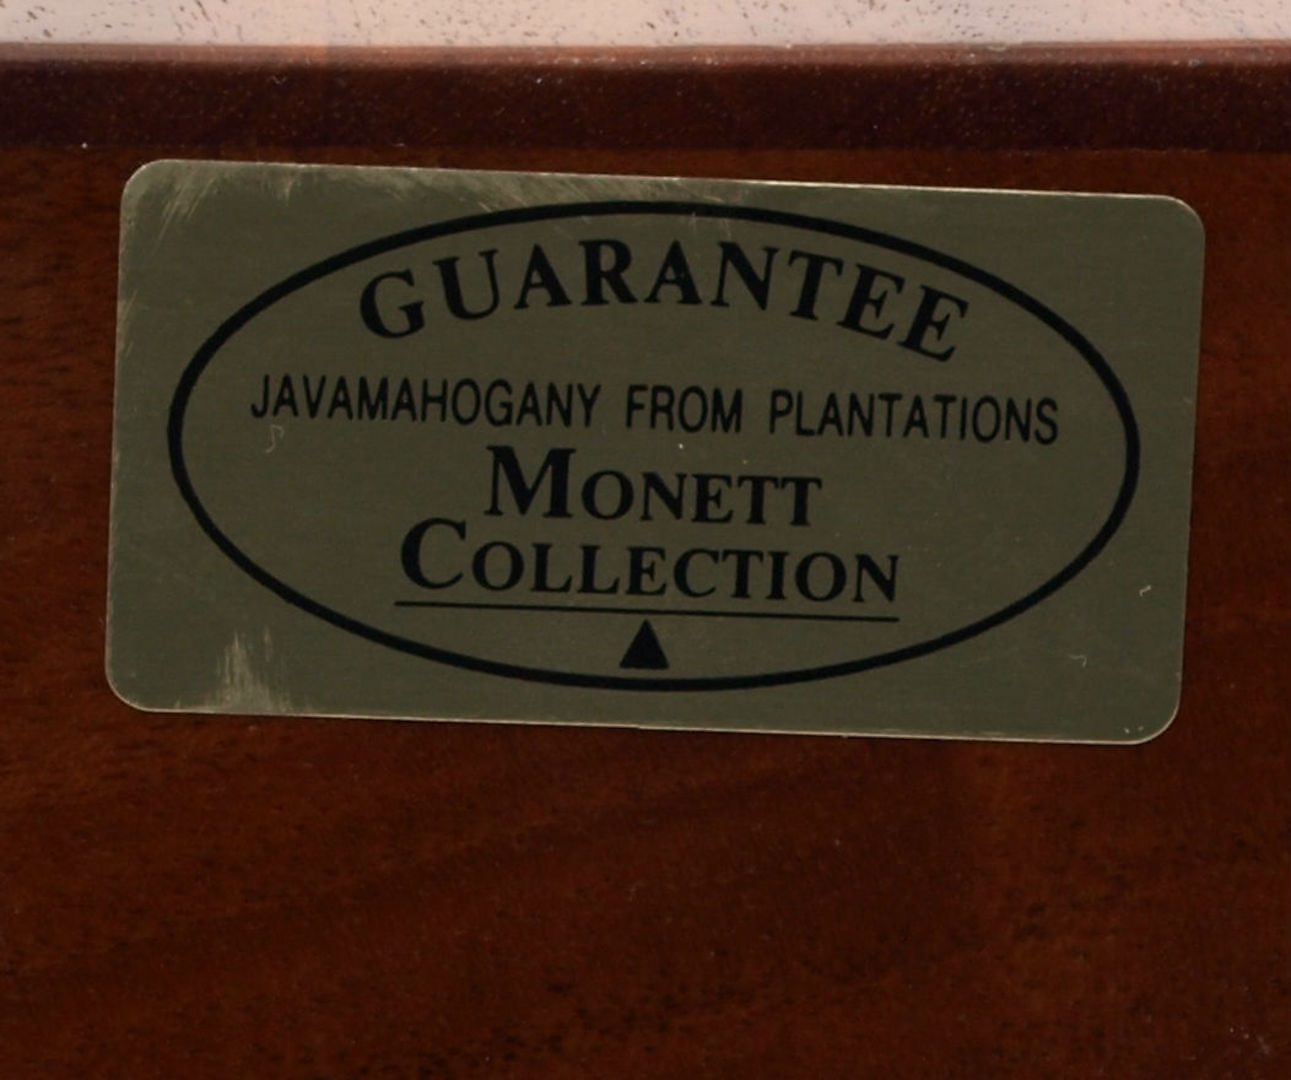 GUARANTEE
JAVAMAHOGANY FROM PLANTATIONS
MONETT
COLLECTION